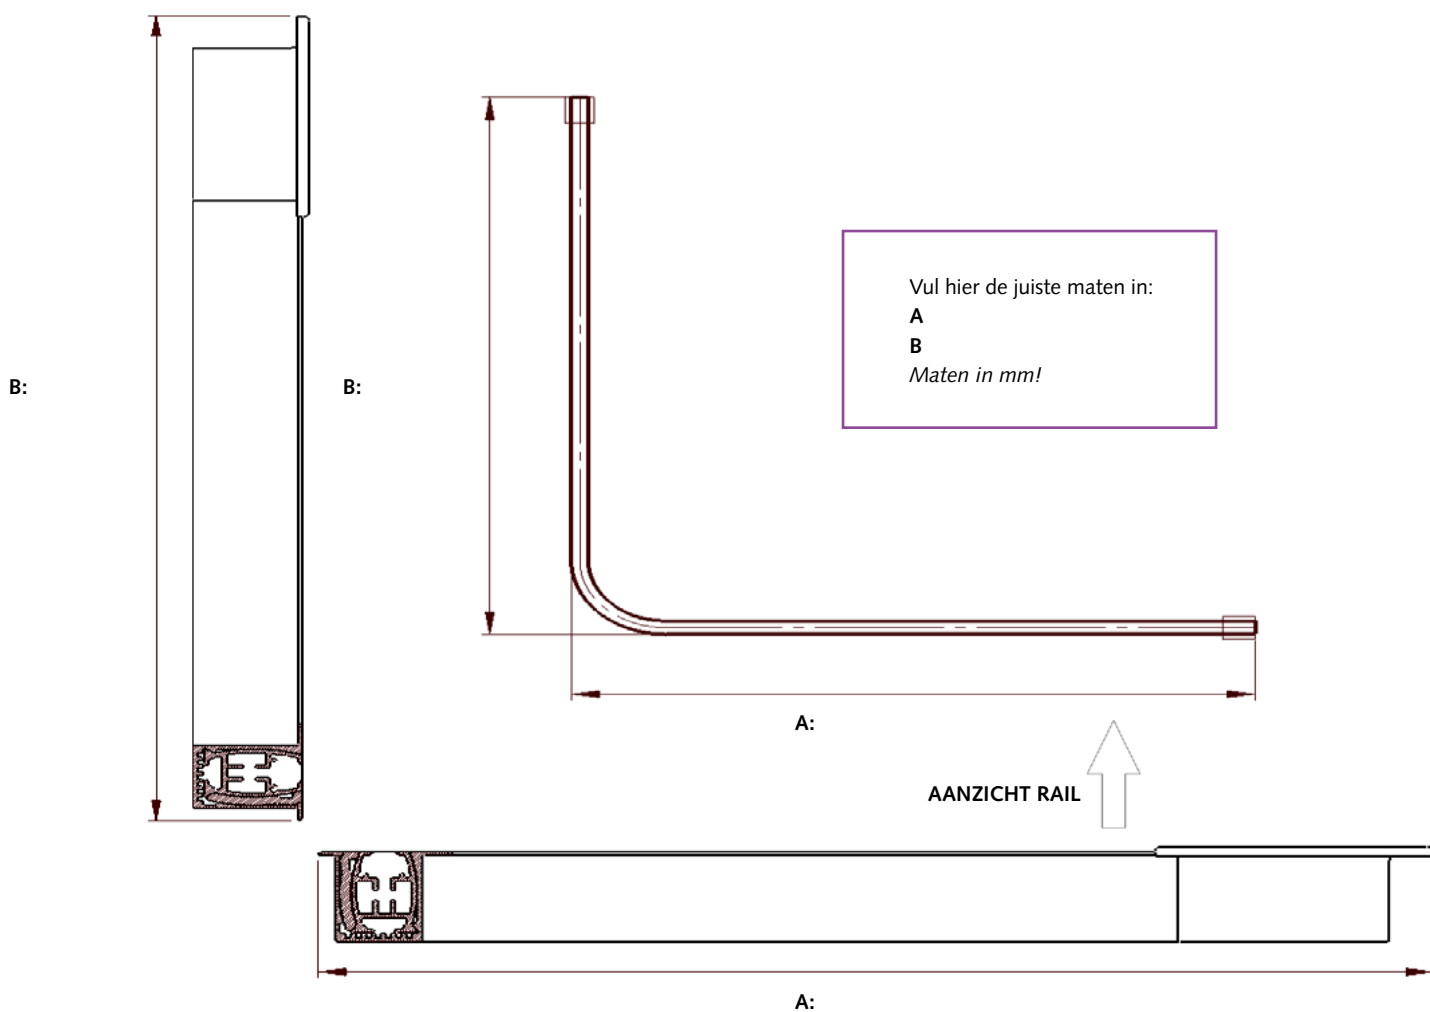 Vul hier de juiste maten in:
A
B
Maten in mm!
B:
B:
A:
AANZICHT RAIL
A: